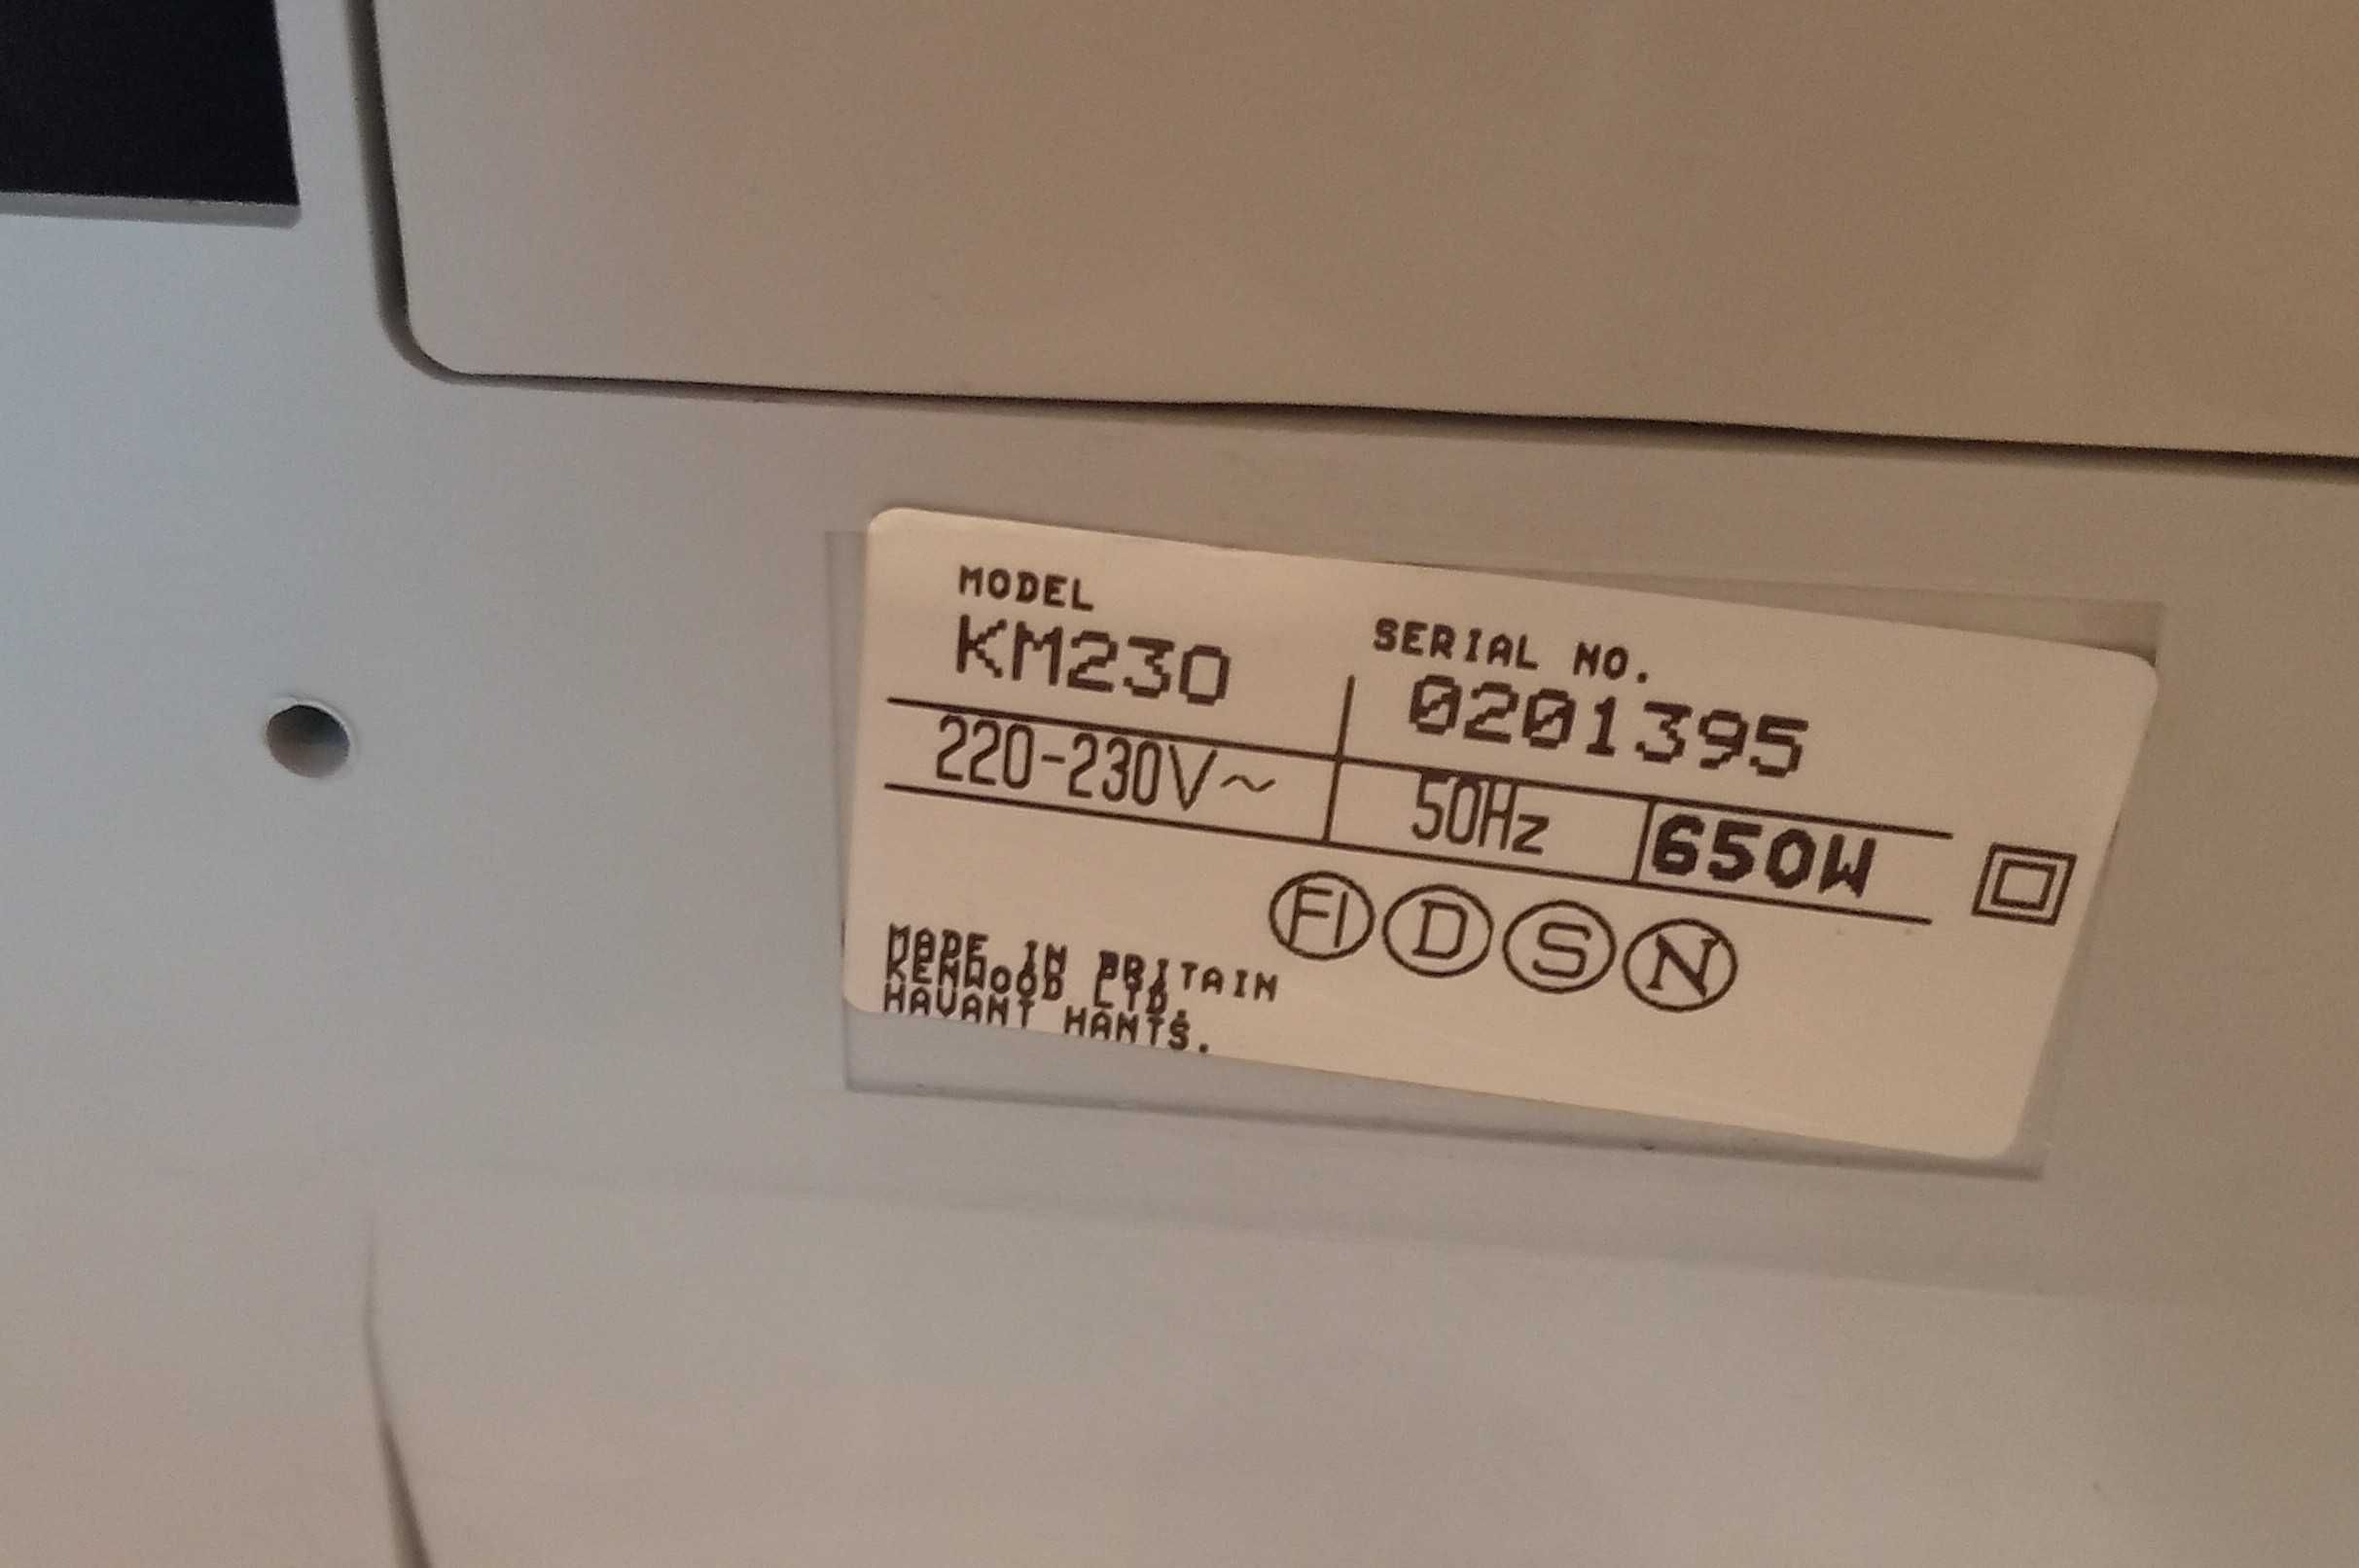 MODEL
KM230
SERIAL NO.
0201395
220-230V~
50Hz
650W
FI D S N
MADE IN BRITAIN
KENWOOD LTD.
HAVANT HANTS.